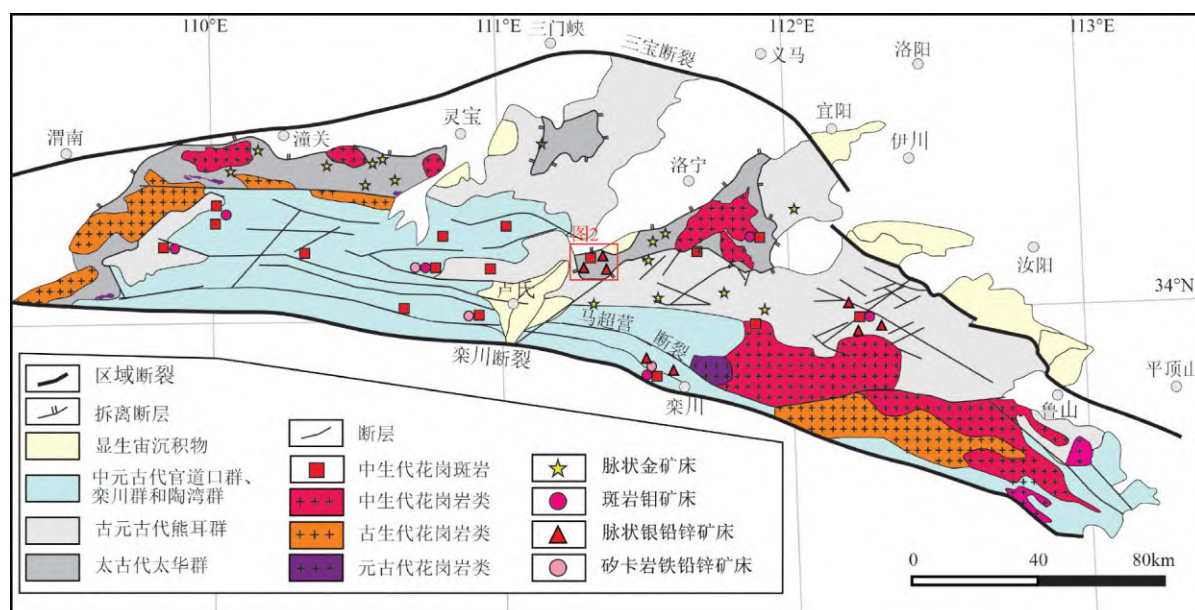 110°E
111°E
112°E
113°E
三门峡
三宝断裂
义马
洛阳
渭南
潼关
灵宝
宜阳
伊川
洛宁
图2
汝阳
34°N
卢氏
马超营
断裂
栾川断裂
栾川
鲁山
平顶山
区域断裂
拆离断层
显生宙沉积物
中元古代官道口群、
栾川群和陶湾群
古元古代熊耳群
太古代太华群
断层
中生代花岗斑岩
中生代花岗岩类
古生代花岗岩类
元古代花岗岩类
脉状金矿床
斑岩钼矿床
脉状银铅锌矿床
矽卡岩铁铅锌矿床
0 40 80km